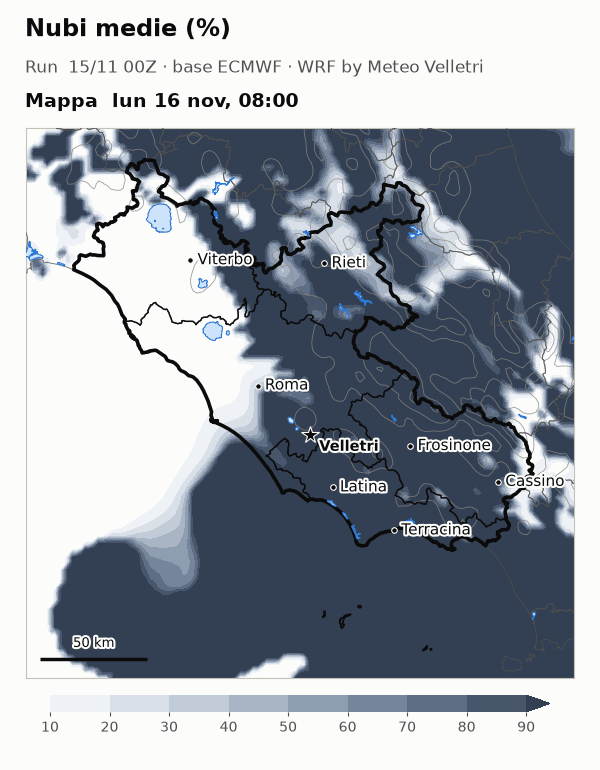 Nubi medie (%)
Run  15/11 00Z · base ECMWF · WRF by Meteo Velletri
Mappa  lun 16 nov, 08:00
Viterbo
Rieti
Roma
Velletri
Frosinone
Latina
Cassino
Terracina
50 km
10 20 30 40 50 60 70 80 90